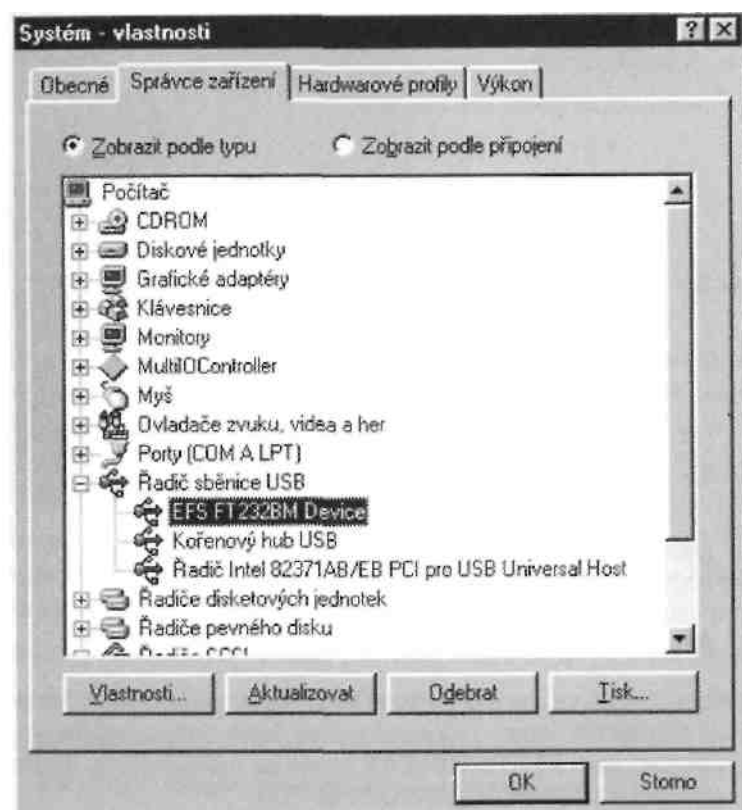 Systém - vlastnosti
Obecné Správce zařízení Hardwarové profily Výkon
Zobrazit podle typu Zobrazit podle připojení
Počítač
CDROM
Diskové jednotky
Grafické adaptéry
Klávesnice
Monitory
MultiIOController
Myš
Ovladače zvuku, videa a her
Porty (COM A LPT)
Řadič sběnice USB
EFS FT232BM Device
Kořenový hub USB
Řadič Intel 82371AB/EB PCI pro USB Universal Host
Řadiče disketových jednotek
Řadiče pevného disku
Řadiče SCSI
Vlastnosti... Aktualizovat Odebrat Tisk...
OK Storno